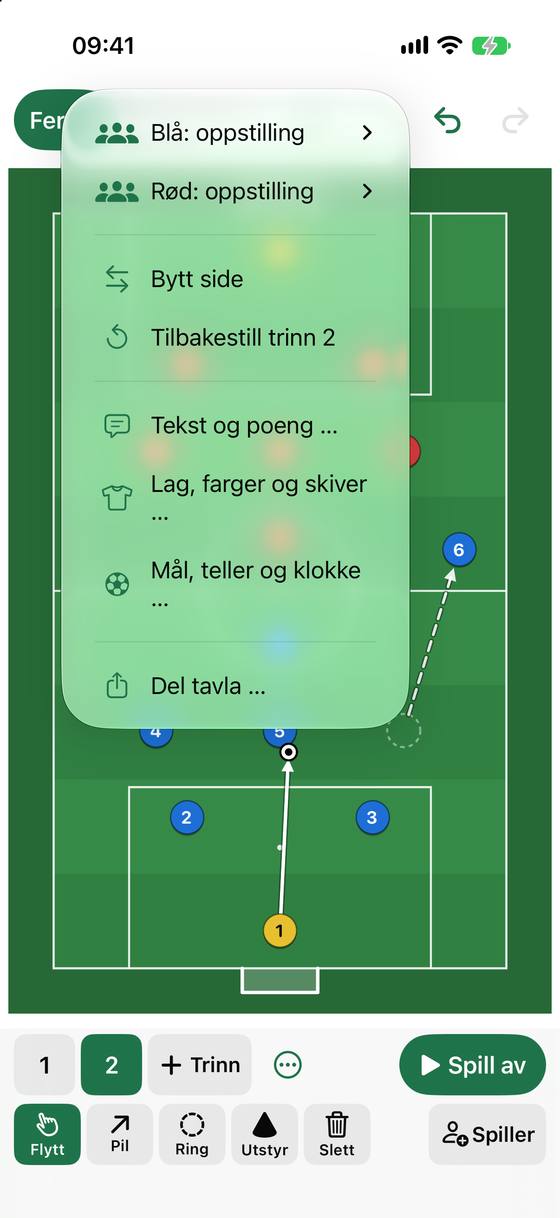 09:41
Fer
Blå: oppstilling
Rød: oppstilling
Bytt side
Tilbakestill trinn 2
Tekst og poeng ...
Lag, farger og skiver
...
Mål, teller og klokke
...
Del tavla ...
6
4
5
2
3
1
1
2
+ Trinn
Spill av
Flytt
Pil
Ring
Utstyr
Slett
Spiller